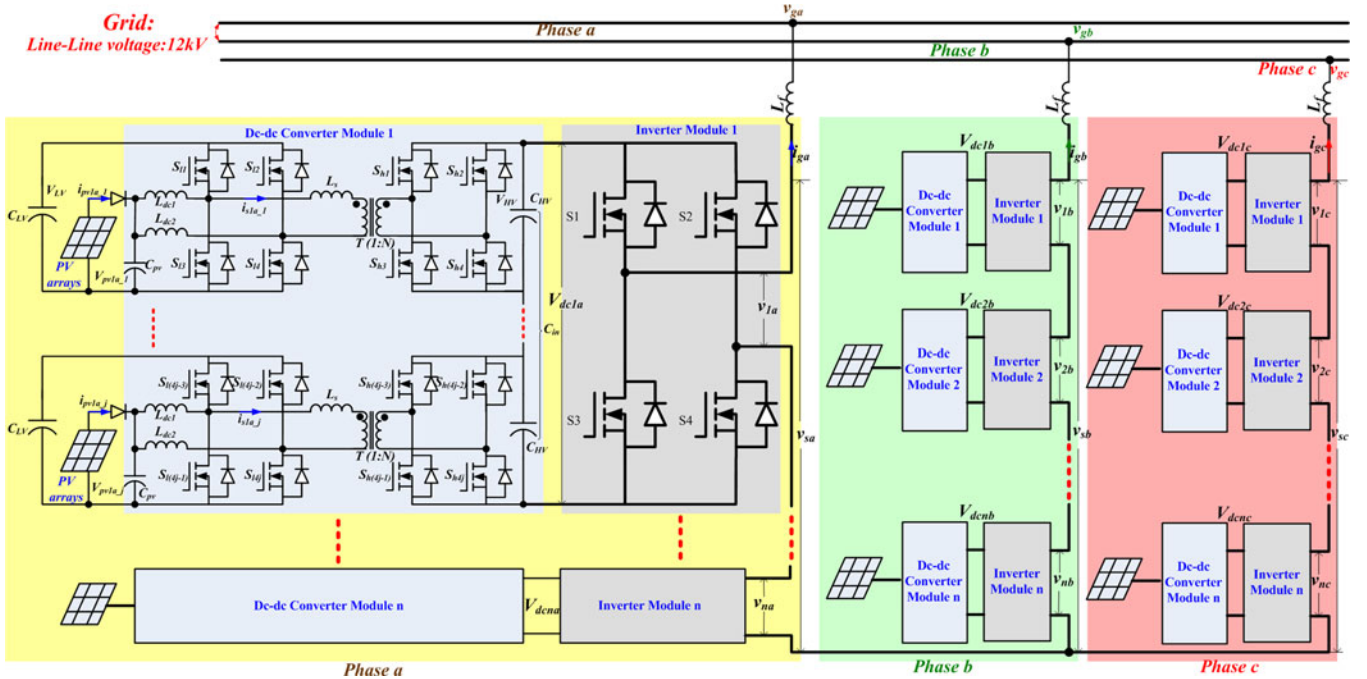 Grid:
Line-Line voltage:12kV
Phase a
v_ga
Phase b
v_gb
Phase c
v_gc
L_f
L_f
L_f
Dc-dc Converter Module 1
Inverter Module 1
i_ga
i_gb
i_gc
V_LV
C_LV
i_pv1a_1
L_dc1
L_dc2
PV
arrays
V_pv1a_1
C_pv
S_l1
S_l2
S_l3
S_l4
i_s1a_1
L_s
T (1:N)
S_h1
S_h2
S_h3
S_h4
V_HV
C_HV
S1
S2
S3
S4
V_dc1a
C_in
v_1a
v_sa
C_LV
i_pv1a_j
L_dc1
L_dc2
PV
arrays
V_pv1a_j
C_pv
S_l(4j-3)
S_l(4j-2)
S_l(4j-1)
S_l4j
i_s1a_j
L_s
T (1:N)
S_h(4j-3)
S_h(4j-2)
S_h(4j-1)
S_h4j
C_HV
Dc-dc Converter Module n
V_dcna
Inverter Module n
v_na
Phase a
V_dc1b
Dc-dc
Converter
Module 1
Inverter
Module 1
v_1b
V_dc2b
Dc-dc
Converter
Module 2
Inverter
Module 2
v_2b
v_sb
V_dcnb
Dc-dc
Converter
Module n
Inverter
Module n
v_nb
Phase b
V_dc1c
Dc-dc
Converter
Module 1
Inverter
Module 1
v_1c
V_dc2c
Dc-dc
Converter
Module 2
Inverter
Module 2
v_2c
v_sc
V_dcnc
Dc-dc
Converter
Module n
Inverter
Module n
v_nc
Phase c